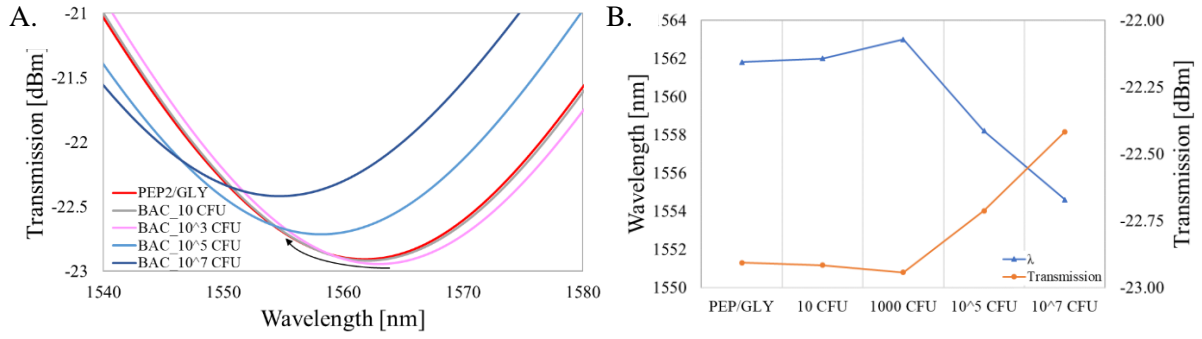 A.
Transmission [dBm]
-21
-21.5
-22
-22.5
-23
PEP2/GLY
BAC_10 CFU
BAC_10^3 CFU
BAC_10^5 CFU
BAC_10^7 CFU
1540 1550 1560 1570 1580
Wavelength [nm]
B.
Wavelength [nm]
1564
1562
1560
1558
1556
1554
1552
1550
λ
Transmission
PEP/GLY 10 CFU 1000 CFU 10^5 CFU 10^7 CFU
-22.00
-22.25
-22.50
-22.75
-23.00
Transmission [dBm]